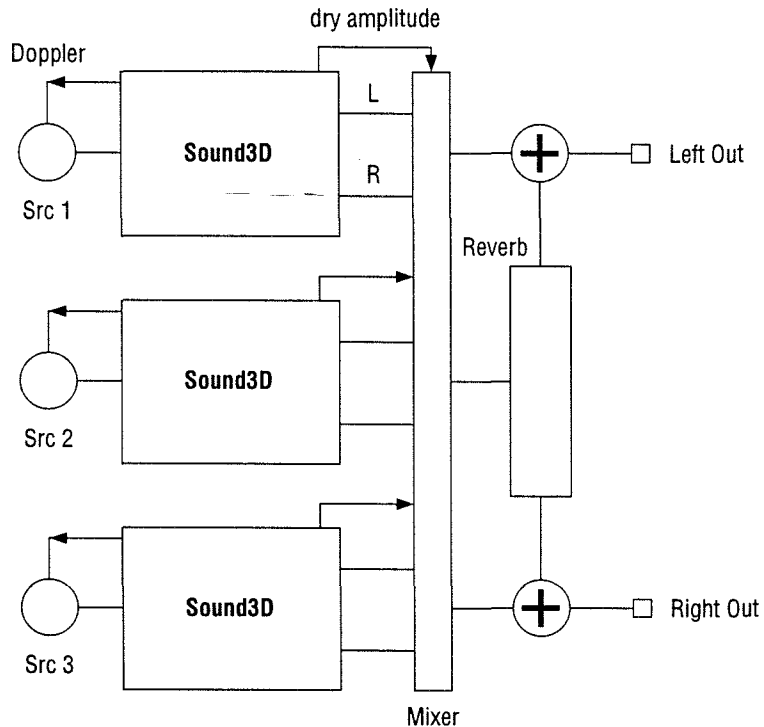 dry amplitude
Doppler
L
Sound3D
R
Src 1
Left Out
Reverb
Sound3D
Src 2
Sound3D
Src 3
Right Out
Mixer